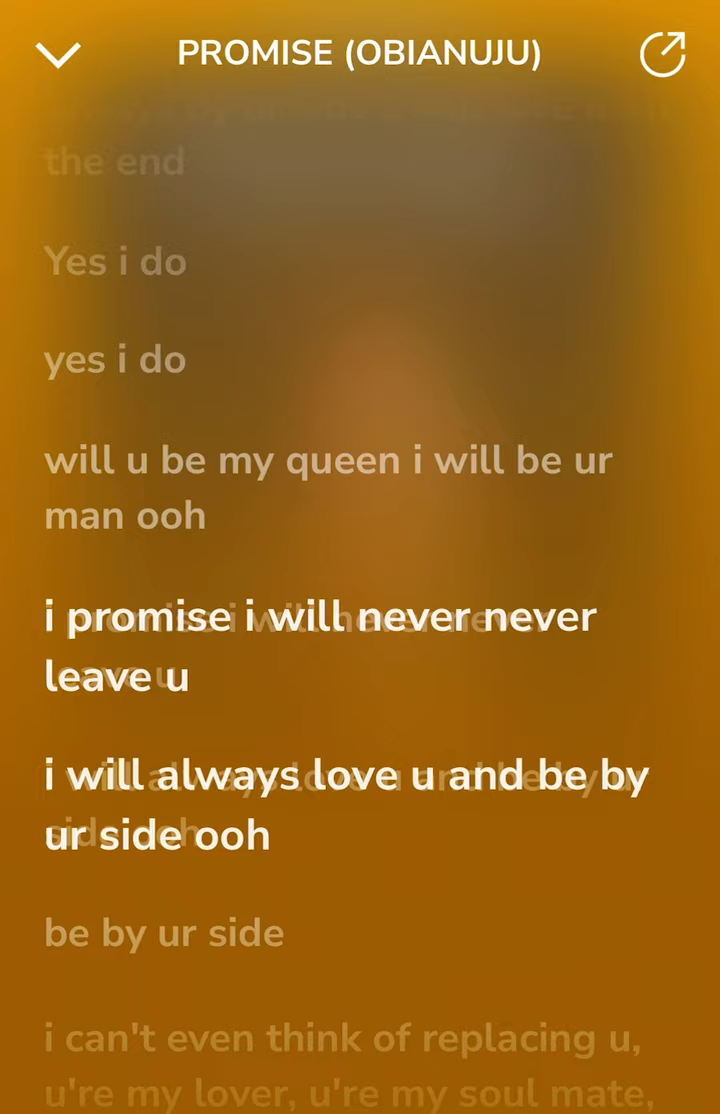 PROMISE (OBIANUJU)
the end
Yes i do
yes i do
will u be my queen i will be ur
man ooh
i promise i will never never
leave u
i will always love u and be by
ur side ooh
be by ur side
i can't even think of replacing u,
u're my lover, u're my soul mate,